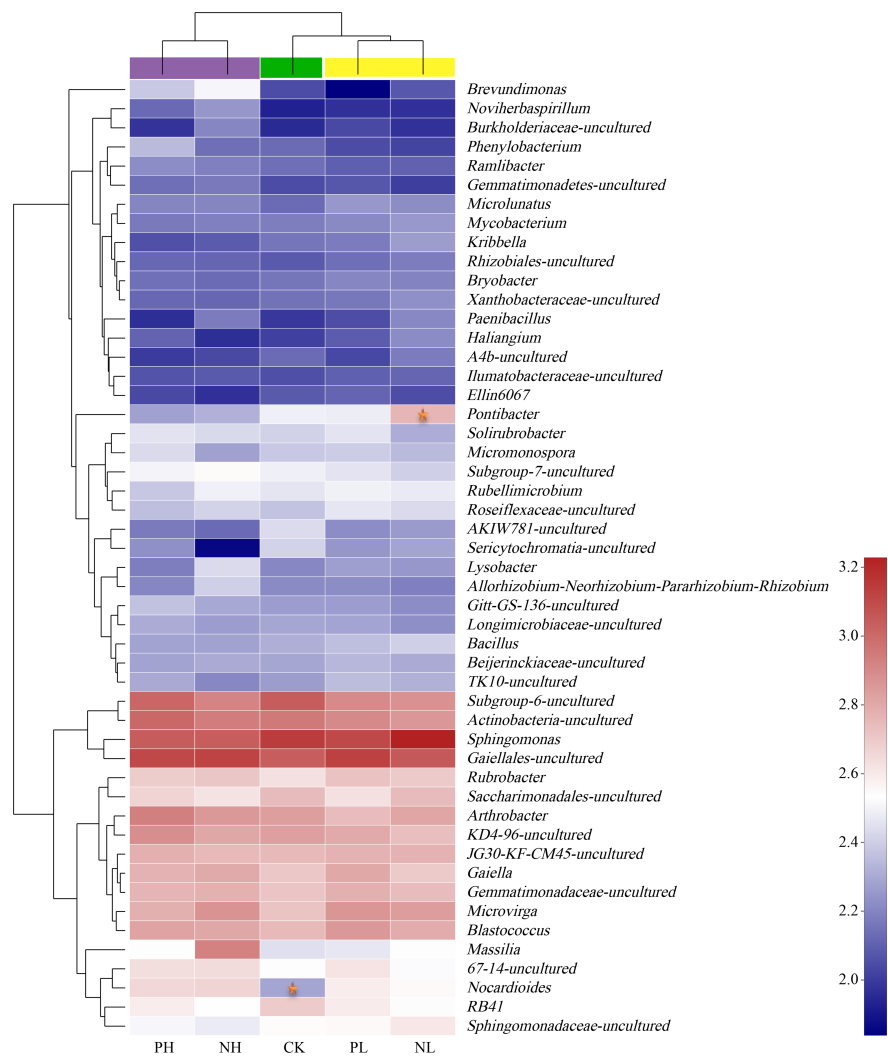 Brevundimonas
Noviherbaspirillum
Burkholderiaceae-uncultured
Phenylobacterium
Ramlibacter
Gemmatimonadetes-uncultured
Microlunatus
Mycobacterium
Kribbella
Rhizobiales-uncultured
Bryobacter
Xanthobacteraceae-uncultured
Paenibacillus
Haliangium
A4b-uncultured
Ilumatobacteraceae-uncultured
Ellin6067
Pontibacter
Solirubrobacter
Micromonospora
Subgroup-7-uncultured
Rubellimicrobium
Roseiflexaceae-uncultured
AKIW781-uncultured
Sericytochromatia-uncultured
Lysobacter
Allorhizobium-Neorhizobium-Pararhizobium-Rhizobium
Gitt-GS-136-uncultured
Longimicrobiaceae-uncultured
Bacillus
Beijerinckiaceae-uncultured
TK10-uncultured
Subgroup-6-uncultured
Actinobacteria-uncultured
Sphingomonas
Gaiellales-uncultured
Rubrobacter
Saccharimonadales-uncultured
Arthrobacter
KD4-96-uncultured
JG30-KF-CM45-uncultured
Gaiella
Gemmatimonadaceae-uncultured
Microvirga
Blastococcus
Massilia
67-14-uncultured
Nocardioides
RB41
Sphingomonadaceae-uncultured
PH NH CK PL NL
3.2
3.0
2.8
2.6
2.4
2.2
2.0